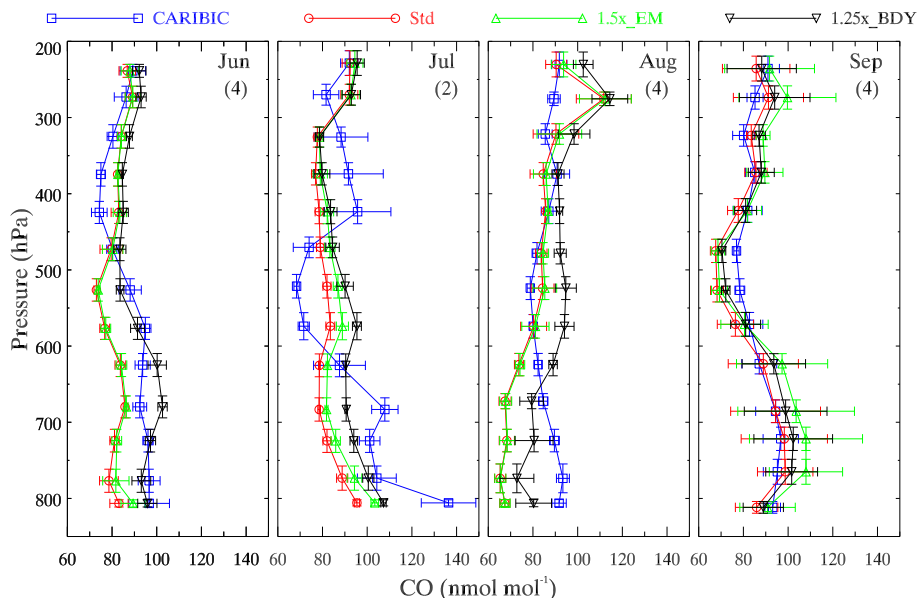 CARIBIC Std 1.5x_EM 1.25x_BDY
200 Jun Jul Aug Sep
(4) (2) (4) (4)
300
400
500
600
700
800
Pressure (hPa)
60 80 100 120 140 60 80 100 120 140 60 80 100 120 140 60 80 100 120 140
CO (nmol mol⁻¹)